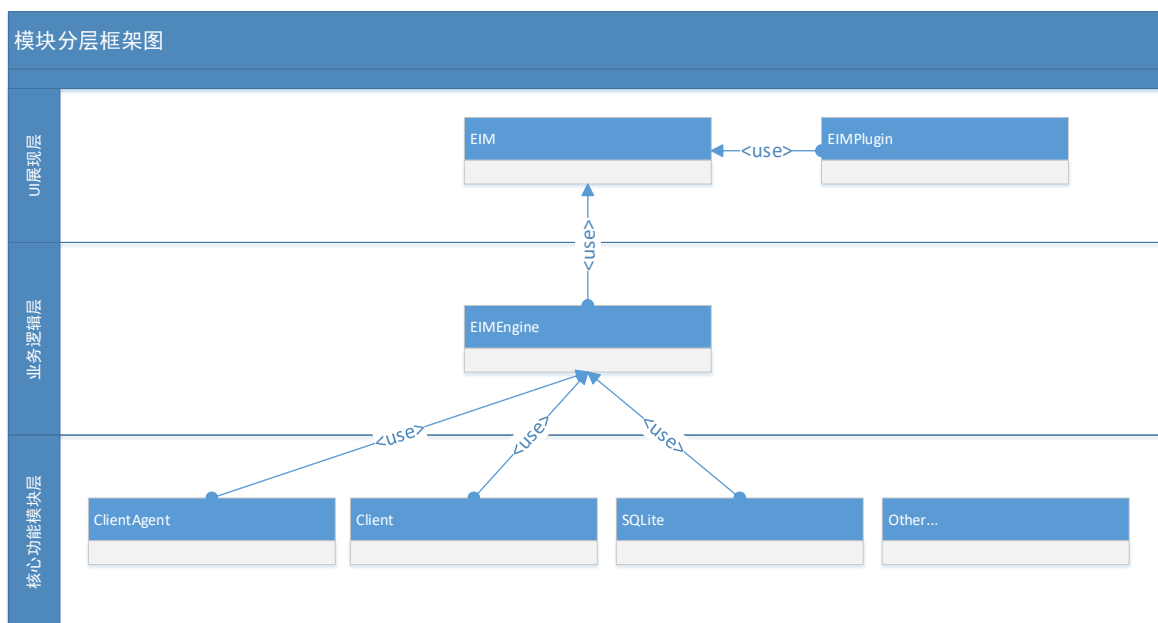 模块分层框架图
UI展现层
EIM
<use>
EIMPlugin
<use>
业务逻辑层
EIMEngine
<use>
<use>
<use>
核心功能模块层
ClientAgent
Client
SQLite
Other...